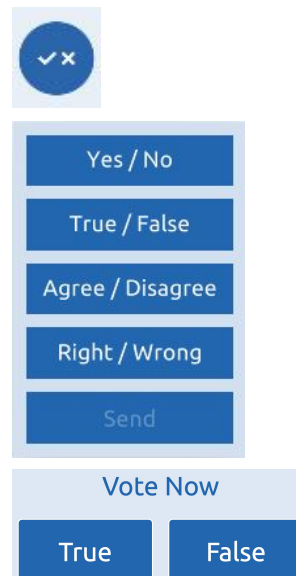 Yes / No
True / False
Agree / Disagree
Right / Wrong
Send
Vote Now
True False